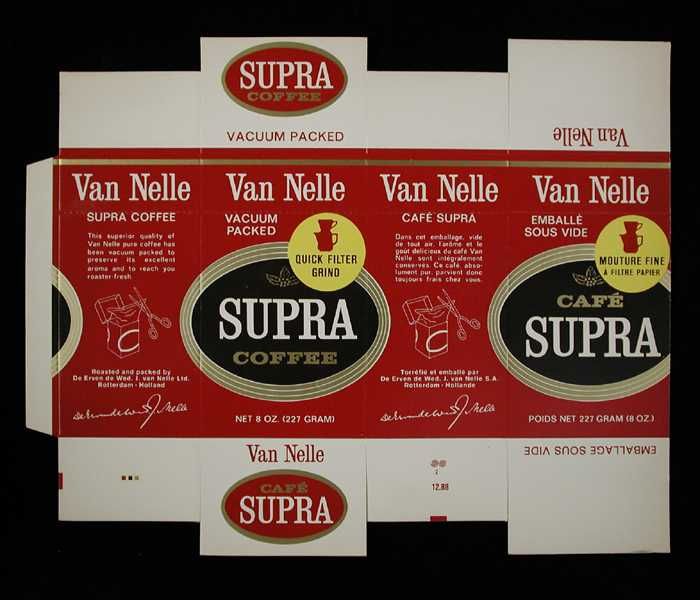 SUPRA
COFFEE
VACUUM PACKED
Van Nelle
Van Nelle
SUPRA COFFEE
This superior quality of
Van Nelle pure coffee has
been vacuum packed to
preserve its excellent
aroma and to reach you
roaster-fresh.
Roasted and packed by
De Erven de Wed. J. van Nelle Ltd.
Rotterdam - Holland
Van Nelle
VACUUM
PACKED
QUICK FILTER
GRIND
SUPRA
COFFEE
NET 8 OZ. (227 GRAM)
Van Nelle
CAFÉ SUPRA
Dans cet emballage, vide
de tout air, l'arôme et le
goût délicieux du café Van
Nelle sont intégralement
conservés. Ce café, abso-
lument pur, parvient donc
toujours frais chez vous.
Torréfié et emballé par
De Erven de Wed. J. van Nelle S.A.
Rotterdam - Hollande
Van Nelle
EMBALLÉ
SOUS VIDE
MOUTURE FINE
À FILTRE PAPIER
CAFÉ
SUPRA
POIDS NET 227 GRAM (8 OZ.)
Van Nelle
CAFÉ
SUPRA
12.88
EMBALLAGE SOUS VIDE